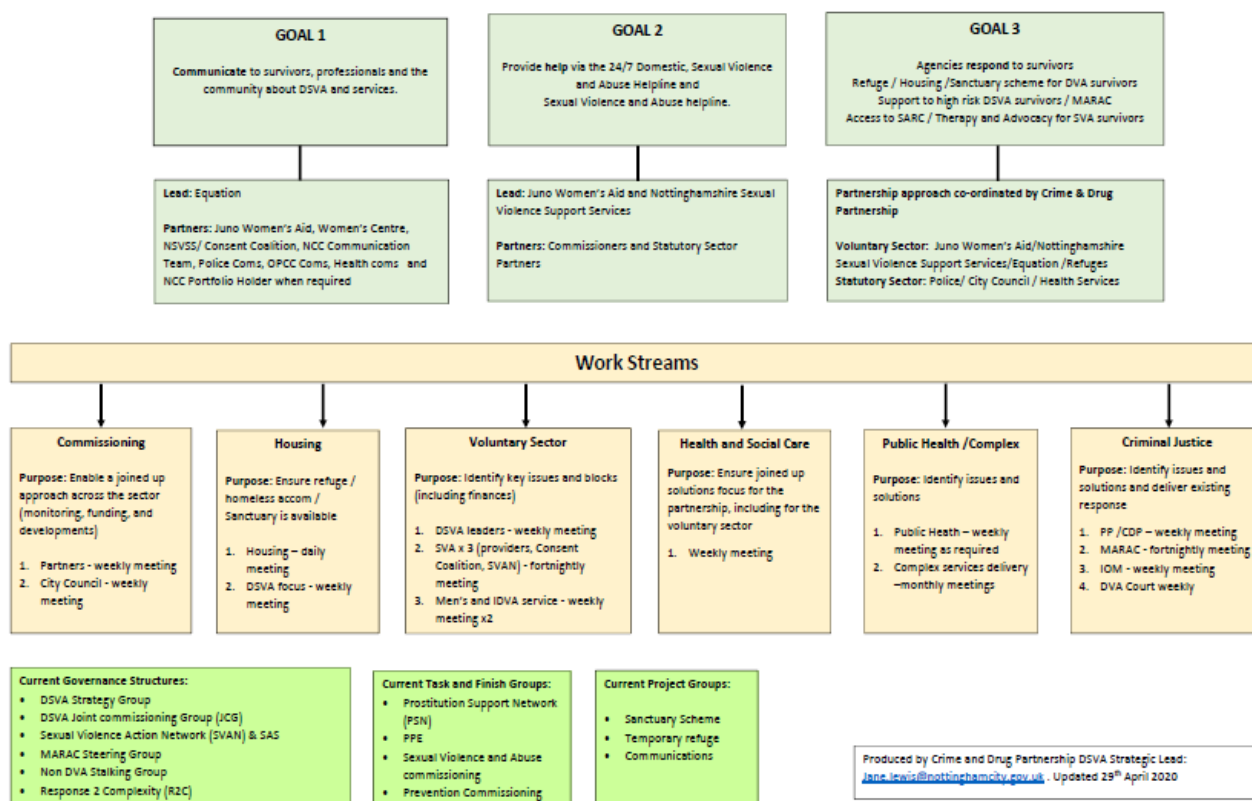 GOAL 1
Communicate to survivors, professionals and the
community about DSVA and services.
GOAL 2
Provide help via the 24/7 Domestic, Sexual Violence
and Abuse Helpline and
Sexual Violence and Abuse helpline.
GOAL 3
Agencies respond to survivors
Refuge / Housing /Sanctuary scheme for DVA survivors
Support to high risk DSVA survivors / MARAC
Access to SARC / Therapy and Advocacy for SVA survivors
Lead: Equation
Partners: Juno Women's Aid, Women's Centre,
NSVSS/ Consent Coalition, NCC Communication
Team, Police Coms, OPCC Coms, Health coms and
NCC Portfolio Holder when required
Lead: Juno Women's Aid and Nottinghamshire Sexual
Violence Support Services
Partners: Commissioners and Statutory Sector
Partners
Partnership approach co-ordinated by Crime & Drug
Partnership
Voluntary Sector: Juno Women's Aid/Nottinghamshire
Sexual Violence Support Services/Equation /Refuges
Statutory Sector: Police/ City Council / Health Services
Work Streams
Commissioning
Purpose: Enable a joined up
approach across the sector
(monitoring, funding, and
developments)
1. Partners - weekly meeting
2. City Council - weekly
meeting
Housing
Purpose: Ensure refuge /
homeless accom /
Sanctuary is available
1. Housing – daily
meeting
2. DSVA focus - weekly
meeting
Voluntary Sector
Purpose: Identify key issues and blocks
(including finances)
1. DSVA leaders - weekly meeting
2. SVA x 3 (providers, Consent
Coalition, SVAN) - fortnightly
meeting
3. Men's and IDVA service - weekly
meeting x2
Health and Social Care
Purpose: Ensure joined up
solutions focus for the
partnership, including for the
voluntary sector
1. Weekly meeting
Public Health /Complex
Purpose: Identify issues and
solutions
1. Public Heath – weekly
meeting as required
2. Complex services delivery
–monthly meetings
Criminal Justice
Purpose: Identify issues and
solutions and deliver existing
response
1. PP /CDP – weekly meeting
2. MARAC - fortnightly meeting
3. IOM - weekly meeting
4. DVA Court weekly
Current Governance Structures:
• DSVA Strategy Group
• DSVA Joint commissioning Group (JCG)
• Sexual Violence Action Network (SVAN) & SAS
• MARAC Steering Group
• Non DVA Stalking Group
• Response 2 Complexity (R2C)
Current Task and Finish Groups:
• Prostitution Support Network
(PSN)
• PPE
• Sexual Violence and Abuse
commissioning
• Prevention Commissioning
Current Project Groups:
• Sanctuary Scheme
• Temporary refuge
• Communications
Produced by Crime and Drug Partnership DSVA Strategic Lead:
Jane.lewis@nottinghamcity.gov.uk . Updated 29th April 2020